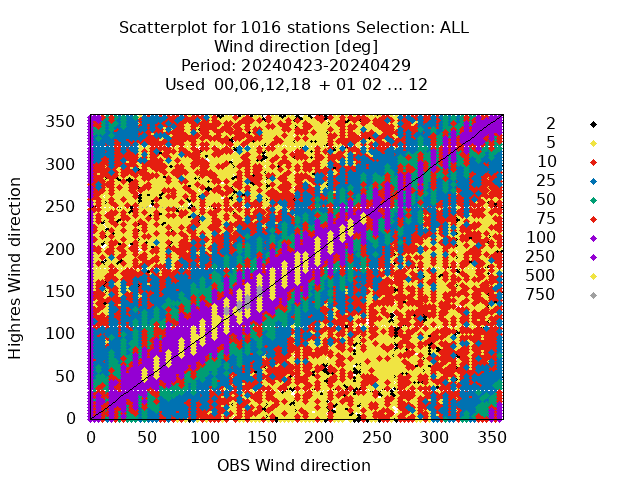 Scatterplot for 1016 stations Selection: ALL
Wind direction [deg]
Period: 20240423-20240429
Used 00,06,12,18 + 01 02 ... 12
2
5
10
25
50
75
100
250
500
750
Highres Wind direction
350
300
250
200
150
100
50
0
0 50 100 150 200 250 300 350
OBS Wind direction